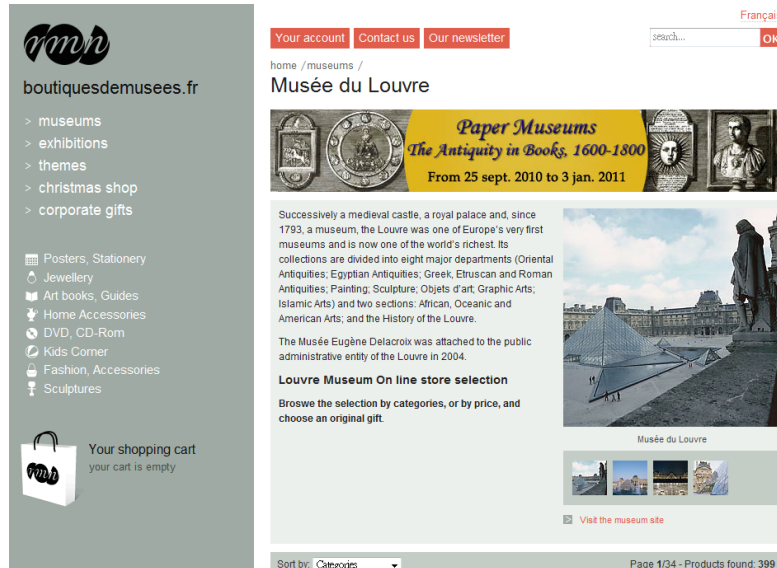 rmn
boutiquesdemusees.fr
> museums
> exhibitions
> themes
> christmas shop
> corporate gifts
Posters, Stationery
Jewellery
Art books, Guides
Home Accessories
DVD, CD-Rom
Kids Corner
Fashion, Accessories
Sculptures
rmn
Your shopping cart
your cart is empty
Françai
Your account Contact us Our newsletter
search... OK
home / museums /
Musée du Louvre
Paper Museums
The Antiquity in Books, 1600-1800
From 25 sept. 2010 to 3 jan. 2011
Successively a medieval castle, a royal palace and, since
1793, a museum, the Louvre was one of Europe's very first
museums and is now one of the world's richest. Its
collections are divided into eight major departments (Oriental
Antiquities; Egyptian Antiquities; Greek, Etruscan and Roman
Antiquities; Painting; Sculpture; Objets d'art; Graphic Arts;
Islamic Arts) and two sections: African, Oceanic and
American Arts; and the History of the Louvre.
The Musée Eugène Delacroix was attached to the public
administrative entity of the Louvre in 2004.
Louvre Museum On line store selection
Broswe the selection by categories, or by price, and
choose an original gift.
Musée du Louvre
Visit the museum site
Sort by: Categories
Page 1/34 - Products found: 399